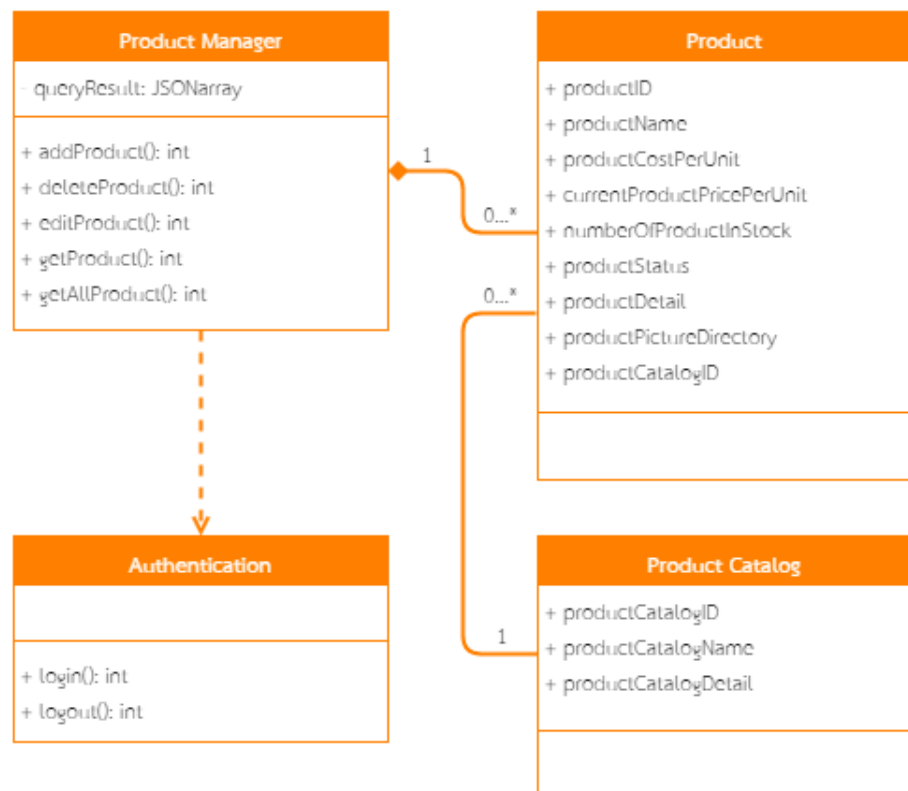 Product Manager
- queryResult: JSONarray
+ addProduct(): int
+ deleteProduct(): int
+ editProduct(): int
+ getProduct(): int
+ getAllProduct(): int
1
0...*
Product
+ productID
+ productName
+ productCostPerUnit
+ currentProductPricePerUnit
+ numberOfProductInStock
+ productStatus
+ productDetail
+ productPictureDirectory
+ productCatalogID
0...*
1
Authentication
+ login(): int
+ logout(): int
Product Catalog
+ productCatalogID
+ productCatalogName
+ productCatalogDetail